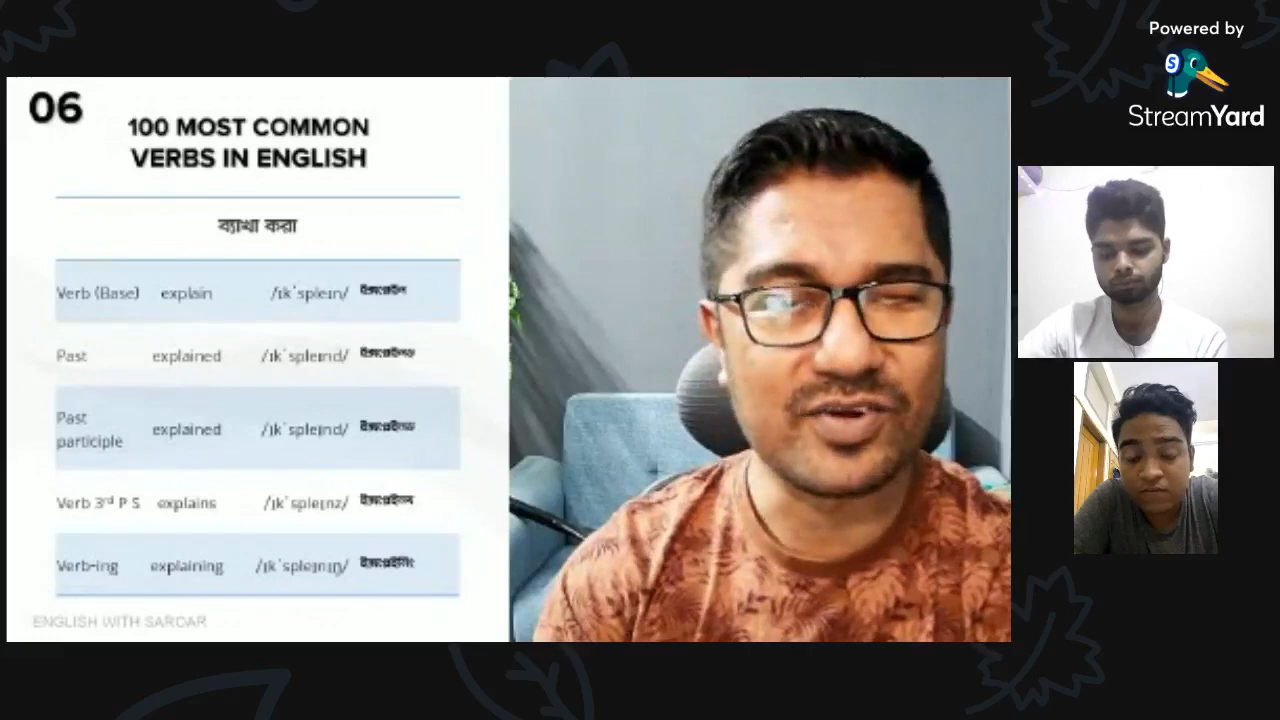 06
100 MOST COMMON
VERBS IN ENGLISH
ব্যাখা করা
Verb (Base) explain /ɪkˈspleɪn/
Past explained /ɪkˈspleɪnd/
Past
participle explained /ɪkˈspleɪnd/
Verb 3rd P S explains /ɪkˈspleɪnz/
Verb-ing explaining /ɪkˈspleɪnɪŋ/
ENGLISH WITH SARCAR
Powered by
S
StreamYard